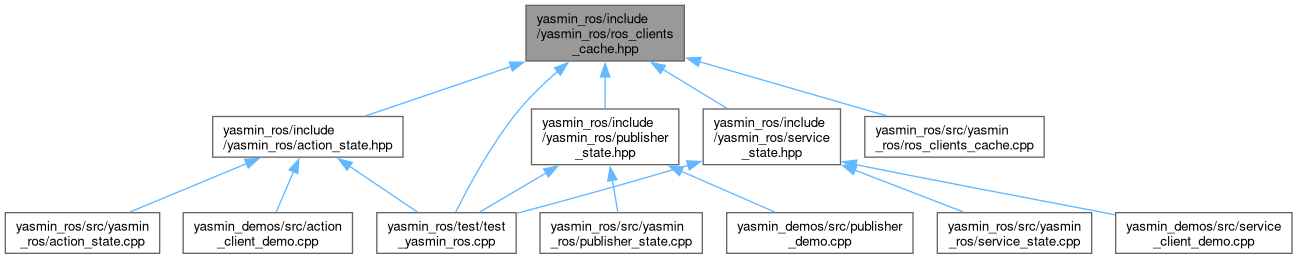 yasmin_ros/include
/yasmin_ros/ros_clients
_cache.hpp
yasmin_ros/include
/yasmin_ros/action_state.hpp
yasmin_ros/include
/yasmin_ros/publisher
_state.hpp
yasmin_ros/include
/yasmin_ros/service
_state.hpp
yasmin_ros/src/yasmin
_ros/ros_clients_cache.cpp
yasmin_ros/src/yasmin
_ros/action_state.cpp
yasmin_demos/src/action
_client_demo.cpp
yasmin_ros/test/test
_yasmin_ros.cpp
yasmin_ros/src/yasmin
_ros/publisher_state.cpp
yasmin_demos/src/publisher
_demo.cpp
yasmin_ros/src/yasmin
_ros/service_state.cpp
yasmin_demos/src/service
_client_demo.cpp